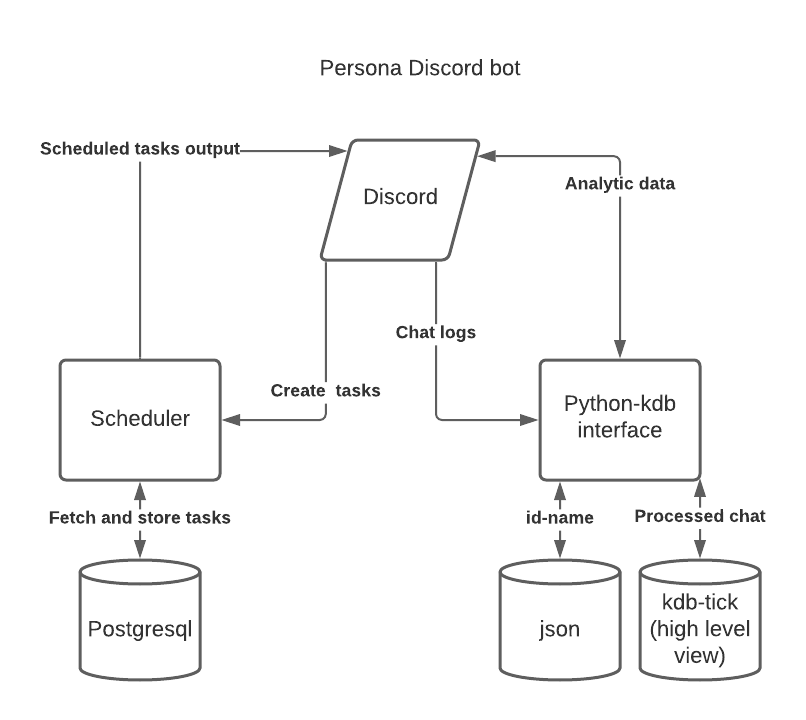 Persona Discord bot
Scheduled tasks output
Discord
Analytic data
Chat logs
Create tasks
Scheduler
Python-kdb
interface
Fetch and store tasks
id-name
Processed chat
Postgresql
json
kdb-tick
(high level
view)